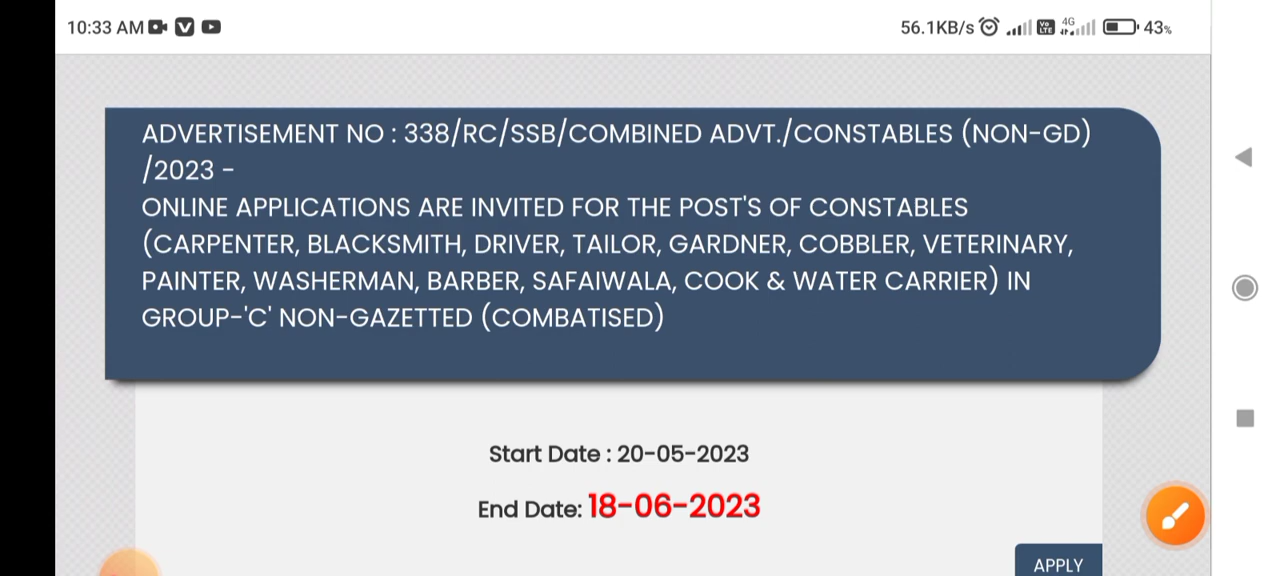 10:33 AM
56.1KB/s 4G 43%
ADVERTISEMENT NO : 338/RC/SSB/COMBINED ADVT./CONSTABLES (NON-GD)
/2023 -
ONLINE APPLICATIONS ARE INVITED FOR THE POST'S OF CONSTABLES
(CARPENTER, BLACKSMITH, DRIVER, TAILOR, GARDNER, COBBLER, VETERINARY,
PAINTER, WASHERMAN, BARBER, SAFAIWALA, COOK & WATER CARRIER) IN
GROUP-'C' NON-GAZETTED (COMBATISED)
Start Date : 20-05-2023
End Date: 18-06-2023
APPLY